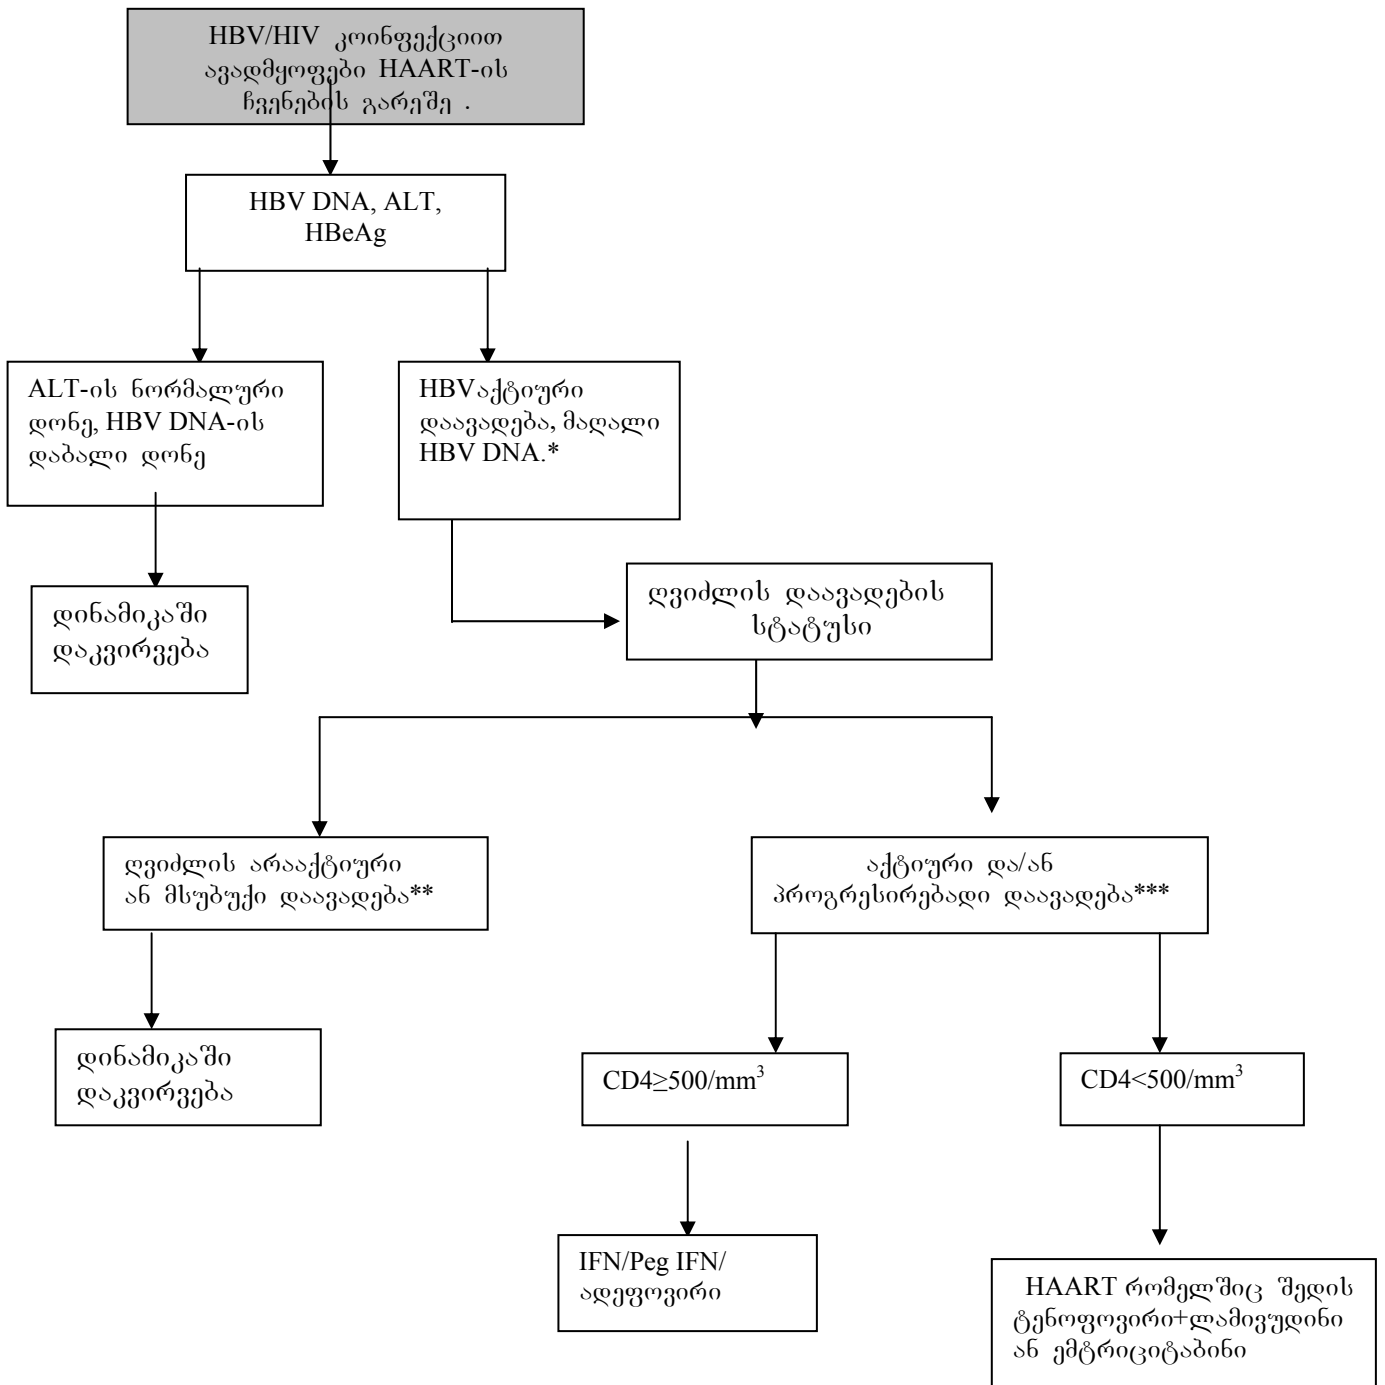 HBV/HIV კოინფექციით
ავადმყოფები HAART-ის
ჩვენების გარეშე .
HBV DNA, ALT,
HBeAg
ALT-ის ნორმალური
დონე, HBV DNA-ის
დაბალი დონე
HBVაქტიური
დაავადება, მაღალი
HBV DNA.*
დინამიკაში
დაკვირვება
ღვიძლის დაავადების
სტატუსი
ღვიძლის არააქტიური
ან მსუბუქი დაავადება**
აქტიური და/ან
პროგრესირებადი დაავადება***
დინამიკაში
დაკვირვება
CD4≥500/mm³
CD4<500/mm³
IFN/Peg IFN/
ადეფოვირი
HAART რომელშიც შედის
ტენოფოვირი+ლამივუდინი
ან ემტრიციტაბინი